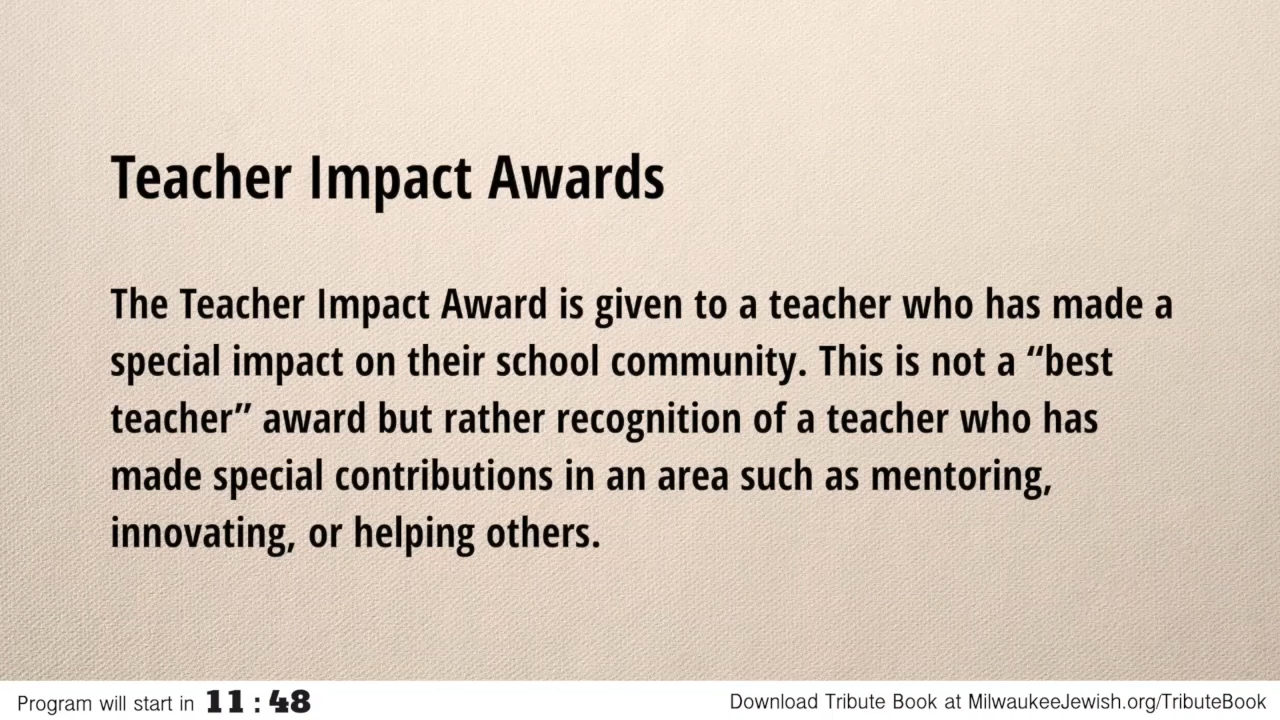 Teacher Impact Awards
The Teacher Impact Award is given to a teacher who has made a
special impact on their school community. This is not a “best
teacher” award but rather recognition of a teacher who has
made special contributions in an area such as mentoring,
innovating, or helping others.
Program will start in 11:48
Download Tribute Book at MilwaukeeJewish.org/TributeBook